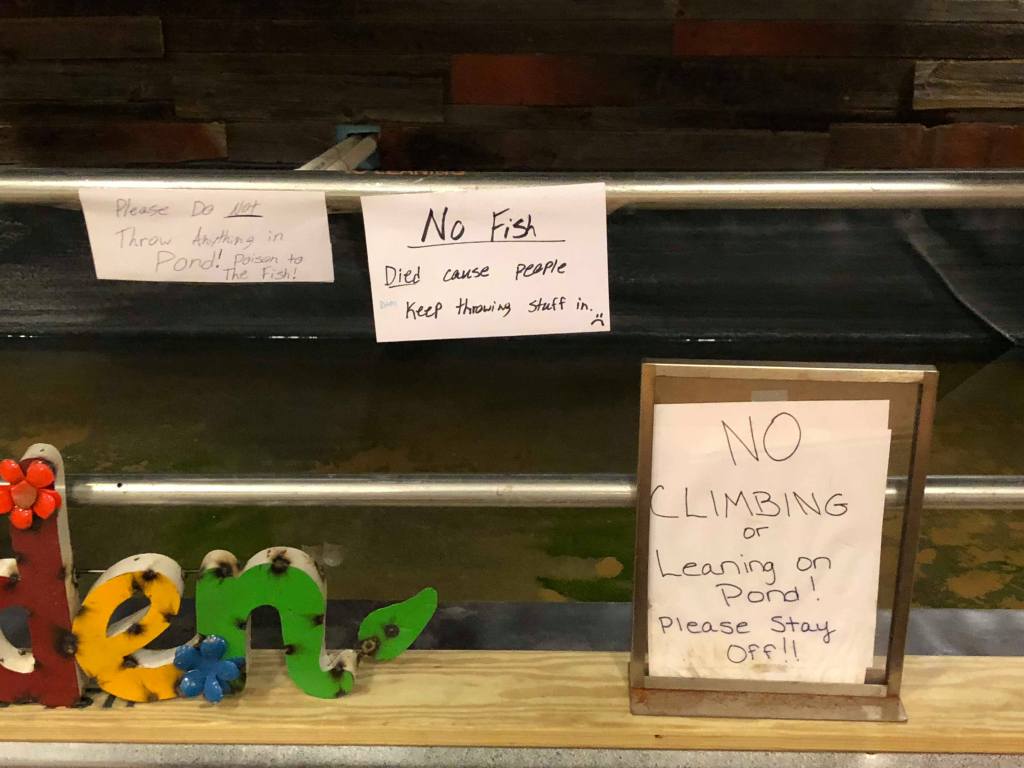 Please Do Not
Throw Anything in
Pond! Poison to
The Fish!
No Fish
Died cause people
Keep throwing stuff in.
NO
CLIMBING
or
Leaning on
Pond!
Please Stay
Off!!
den